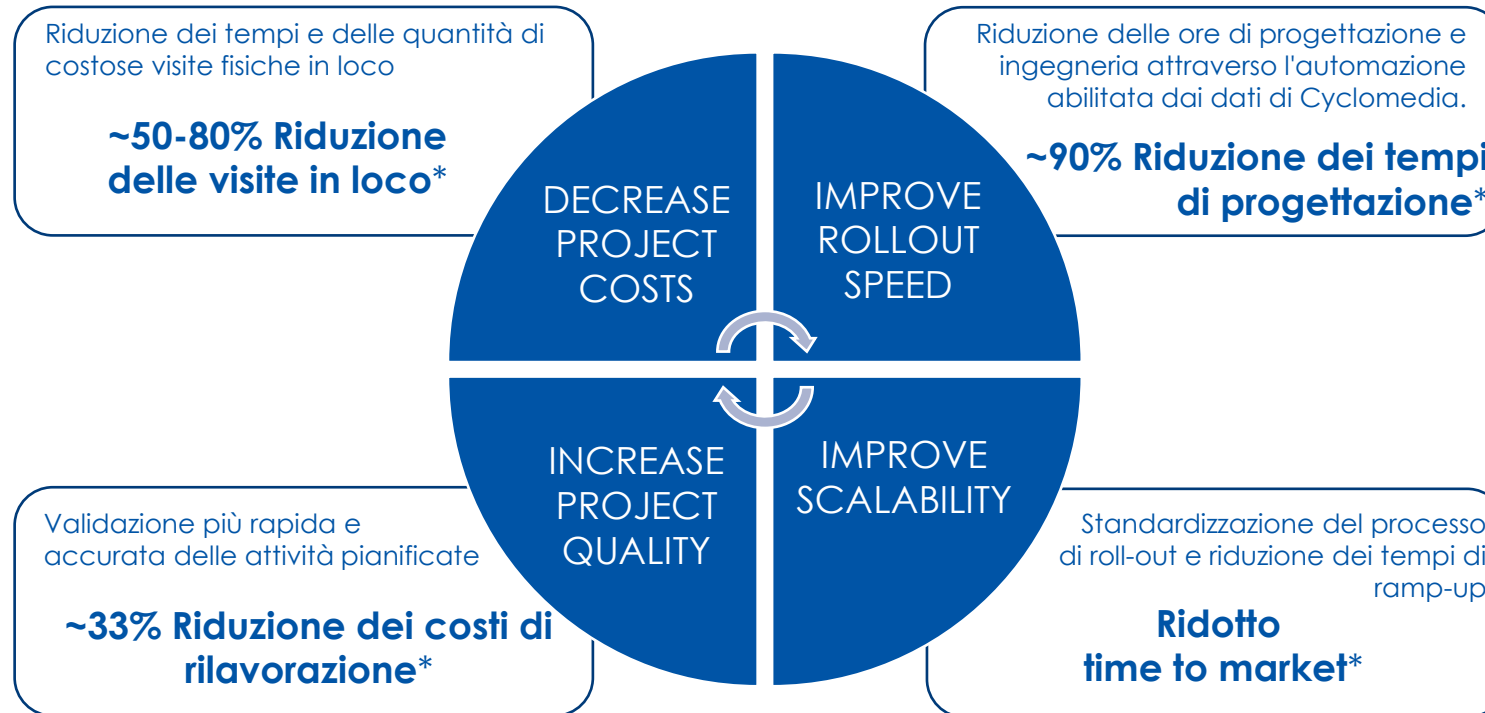 Riduzione dei tempi e delle quantità di
costose visite fisiche in loco
~50-80% Riduzione
delle visite in loco*
Riduzione delle ore di progettazione e
ingegneria attraverso l'automazione
abilitata dai dati di Cyclomedia.
~90% Riduzione dei tempi
di progettazione*
DECREASE
PROJECT
COSTS
IMPROVE
ROLLOUT
SPEED
INCREASE
PROJECT
QUALITY
IMPROVE
SCALABILITY
Validazione più rapida e
accurata delle attività pianificate
~33% Riduzione dei costi di
rilavorazione*
Standardizzazione del processo
di roll-out e riduzione dei tempi di
ramp-up
Ridotto
time to market*